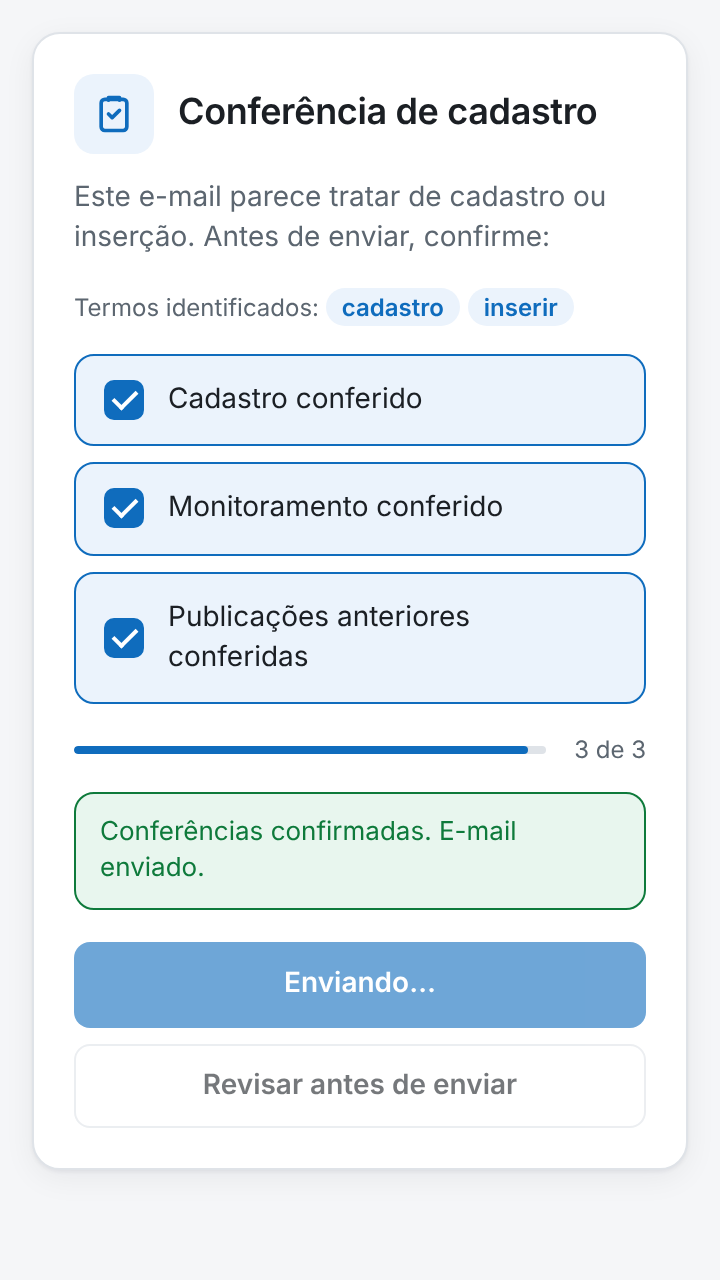 Conferência de cadastro
Este e-mail parece tratar de cadastro ou
inserção. Antes de enviar, confirme:
Termos identificados: cadastro inserir
Cadastro conferido
Monitoramento conferido
Publicações anteriores
conferidas
3 de 3
Conferências confirmadas. E-mail
enviado.
Enviando...
Revisar antes de enviar